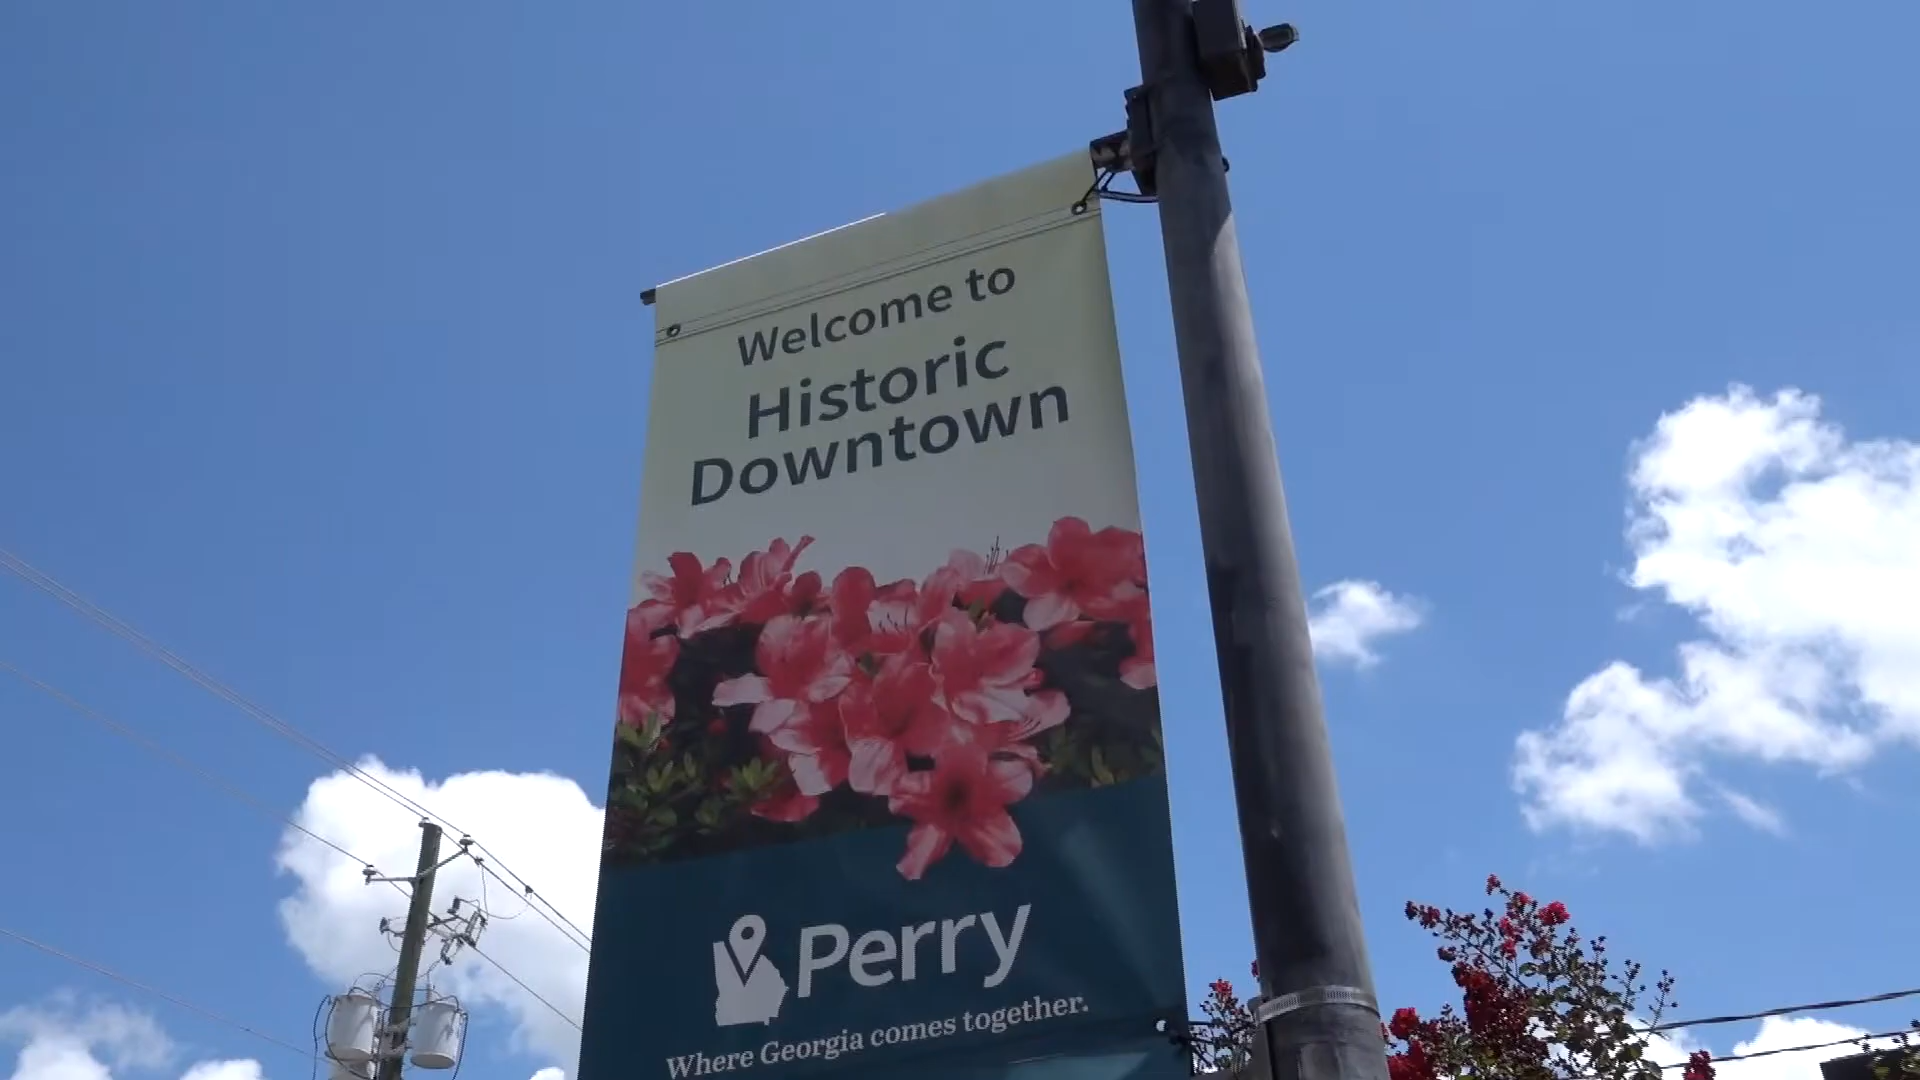 Welcome to
Historic
Downtown
Perry
Where Georgia comes together.